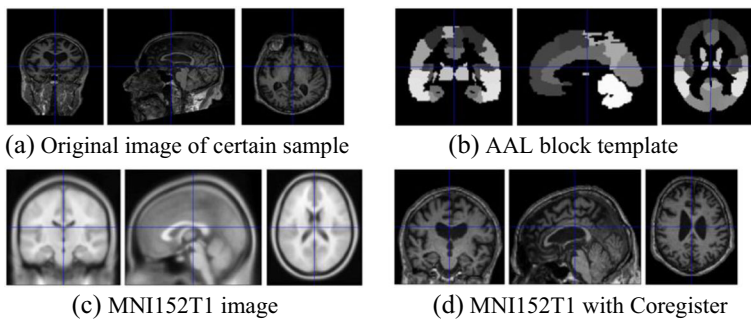 (a) Original image of certain sample
(b) AAL block template
(c) MNI152T1 image
(d) MNI152T1 with Coregister